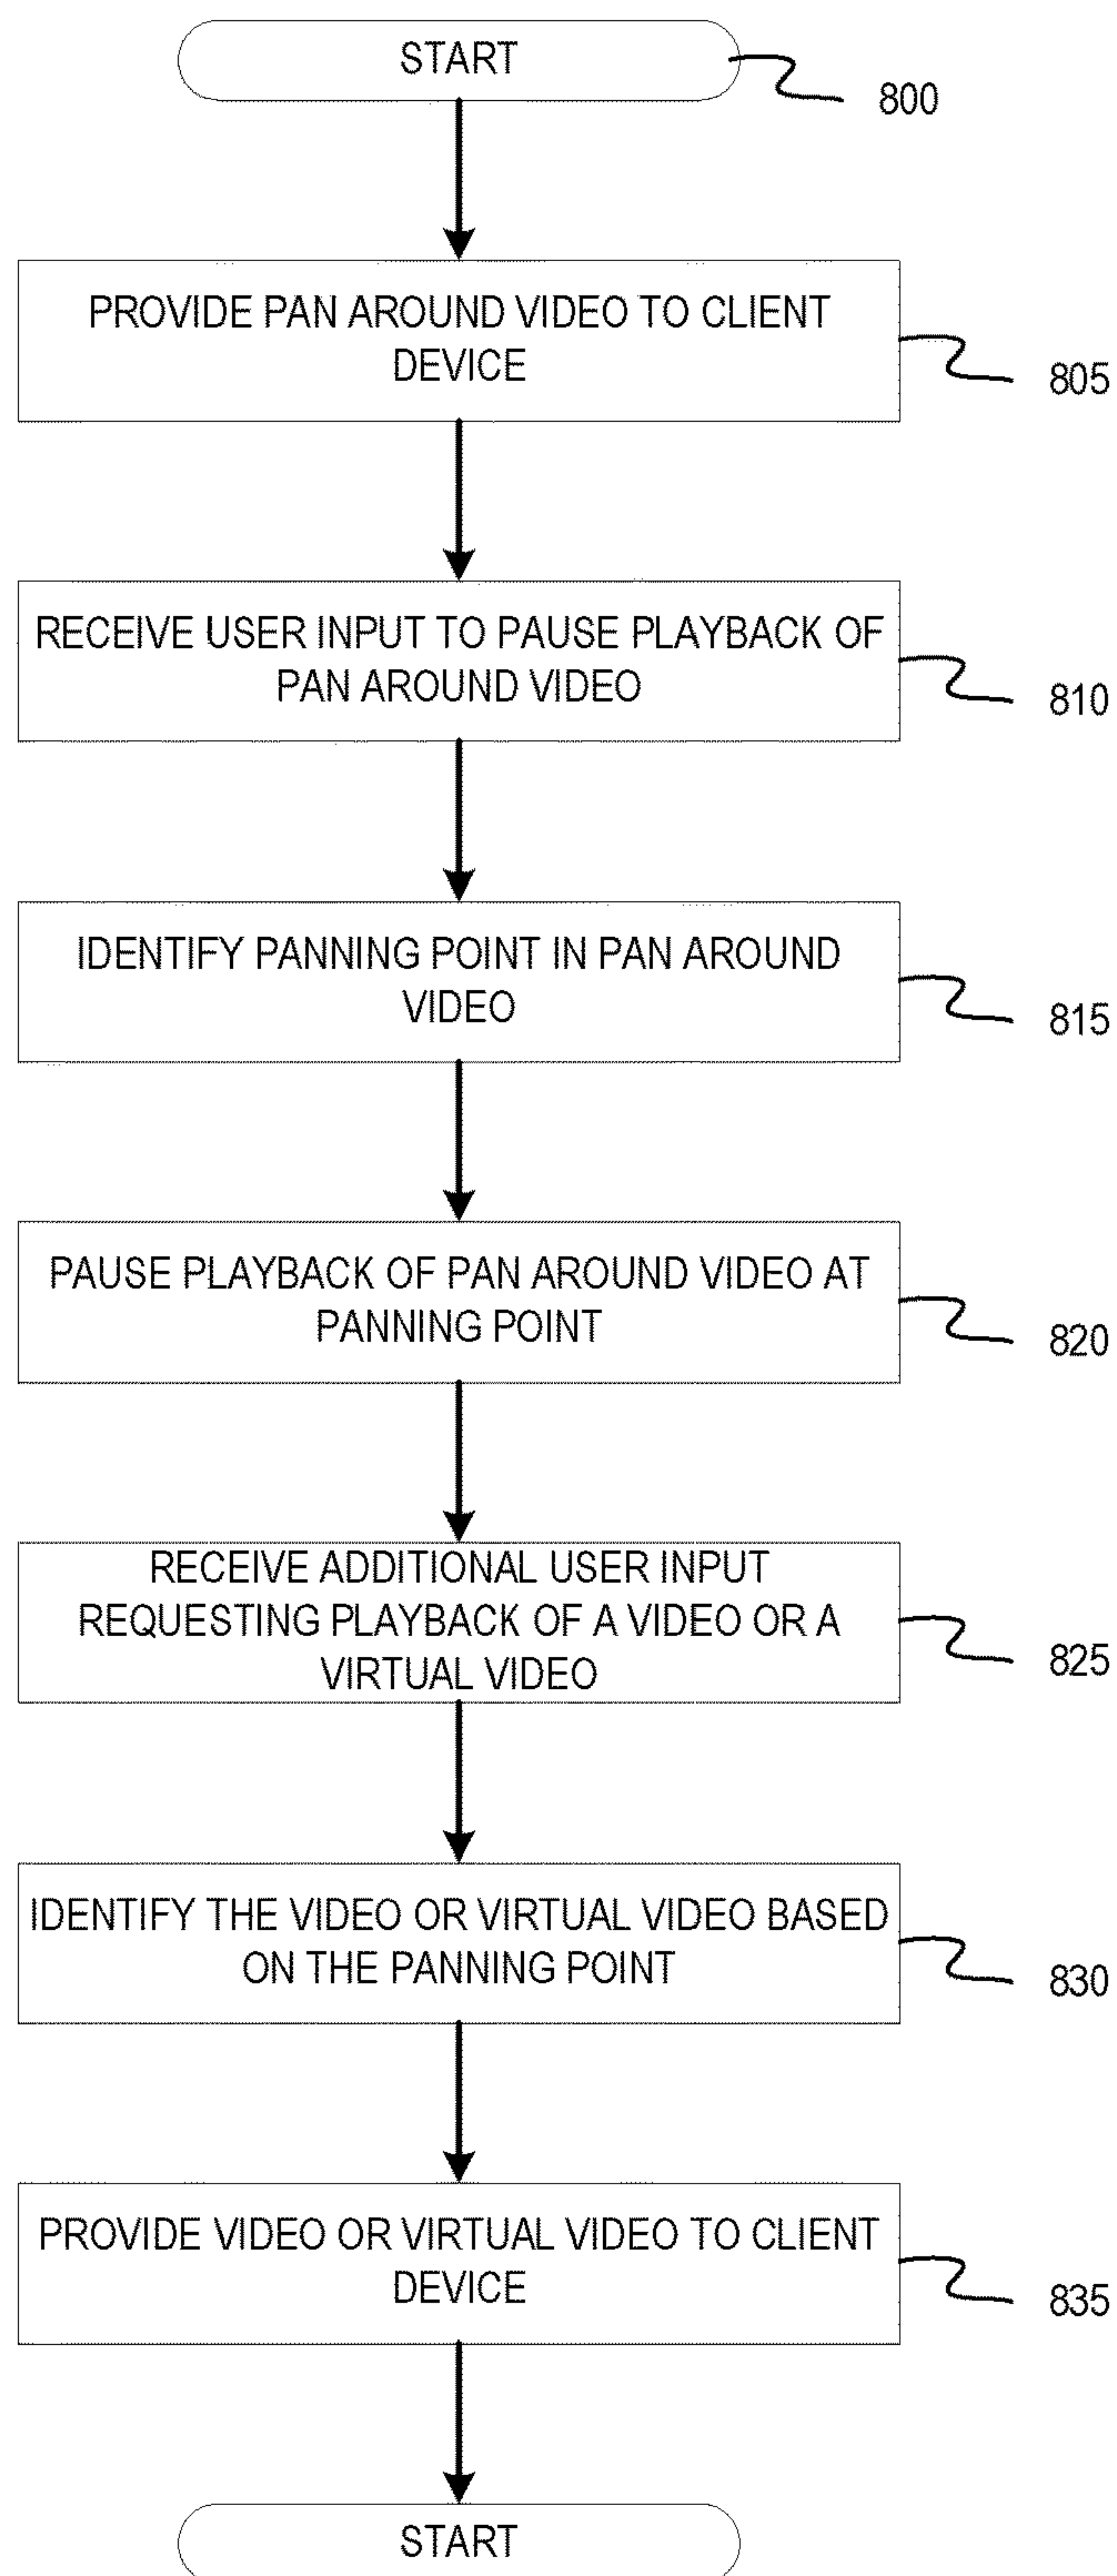 START
800
PROVIDE PAN AROUND VIDEO TO CLIENT
DEVICE
805
RECEIVE USER INPUT TO PAUSE PLAYBACK OF
PAN AROUND VIDEO
810
IDENTIFY PANNING POINT IN PAN AROUND
VIDEO
815
PAUSE PLAYBACK OF PAN AROUND VIDEO AT
PANNING POINT
820
RECEIVE ADDITIONAL USER INPUT
REQUESTING PLAYBACK OF A VIDEO OR A
VIRTUAL VIDEO
825
IDENTIFY THE VIDEO OR VIRTUAL VIDEO BASED
ON THE PANNING POINT
830
PROVIDE VIDEO OR VIRTUAL VIDEO TO CLIENT
DEVICE
835
START